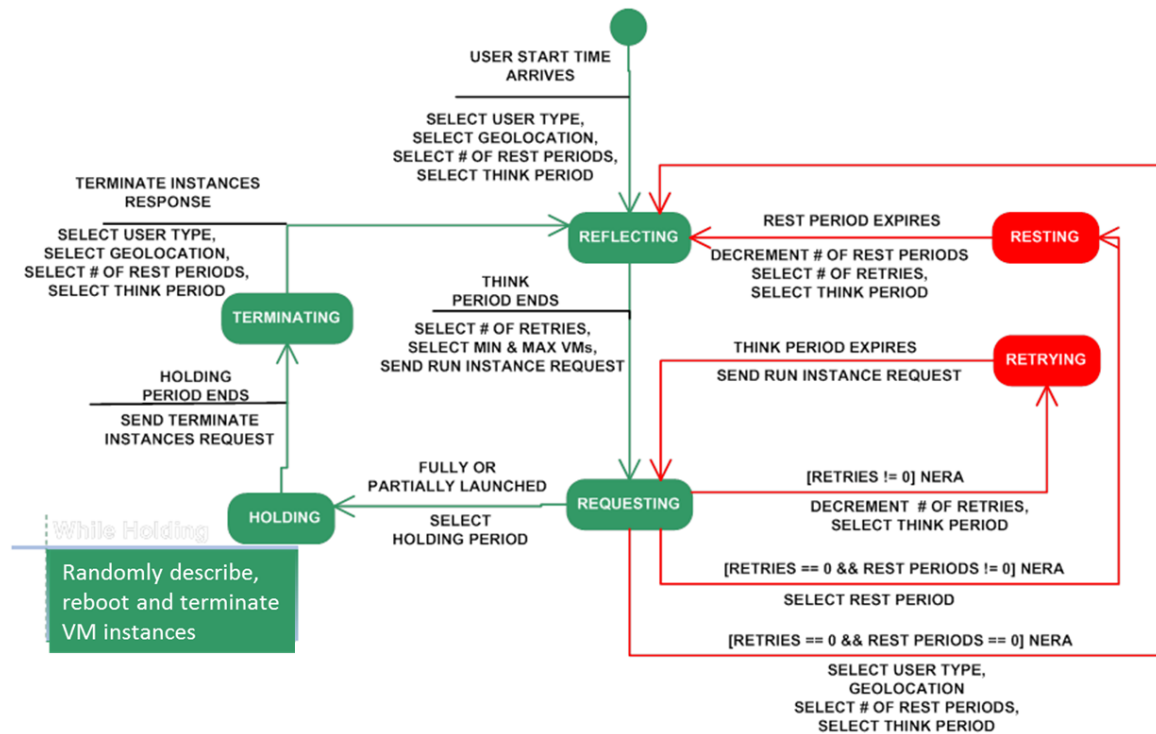 USER START TIME
ARRIVES
SELECT USER TYPE,
SELECT GEOLOCATION,
SELECT # OF REST PERIODS,
SELECT THINK PERIOD
TERMINATE INSTANCES
RESPONSE
SELECT USER TYPE,
SELECT GEOLOCATION,
SELECT # OF REST PERIODS,
SELECT THINK PERIOD
REFLECTING
REST PERIOD EXPIRES
DECREMENT # OF REST PERIODS
SELECT # OF RETRIES,
SELECT THINK PERIOD
RESTING
TERMINATING
THINK
PERIOD ENDS
SELECT # OF RETRIES,
SELECT MIN & MAX VMs,
SEND RUN INSTANCE REQUEST
THINK PERIOD EXPIRES
SEND RUN INSTANCE REQUEST
RETRYING
HOLDING
PERIOD ENDS
SEND TERMINATE
INSTANCES REQUEST
FULLY OR
PARTIALLY LAUNCHED
SELECT
HOLDING PERIOD
HOLDING
REQUESTING
[RETRIES != 0] NERA
DECREMENT # OF RETRIES,
SELECT THINK PERIOD
While Holding
Randomly describe,
reboot and terminate
VM instances
[RETRIES == 0 && REST PERIODS != 0] NERA
SELECT REST PERIOD
[RETRIES == 0 && REST PERIODS == 0] NERA
SELECT USER TYPE,
GEOLOCATION
SELECT # OF REST PERIODS,
SELECT THINK PERIOD